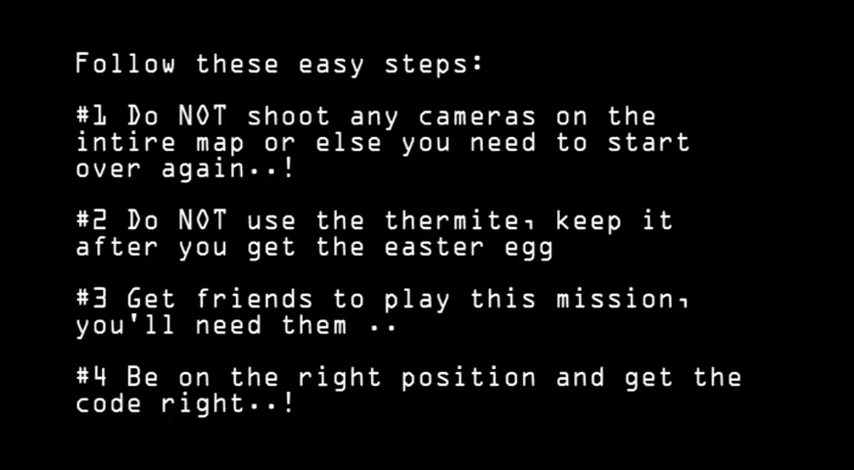 Follow these easy steps:
#1 Do NOT shoot any cameras on the
intire map or else you need to start
over again..!
#2 Do NOT use the thermite, keep it
after you get the easter egg
#3 Get friends to play this mission,
you'll need them ..
#4 Be on the right position and get the
code right..!